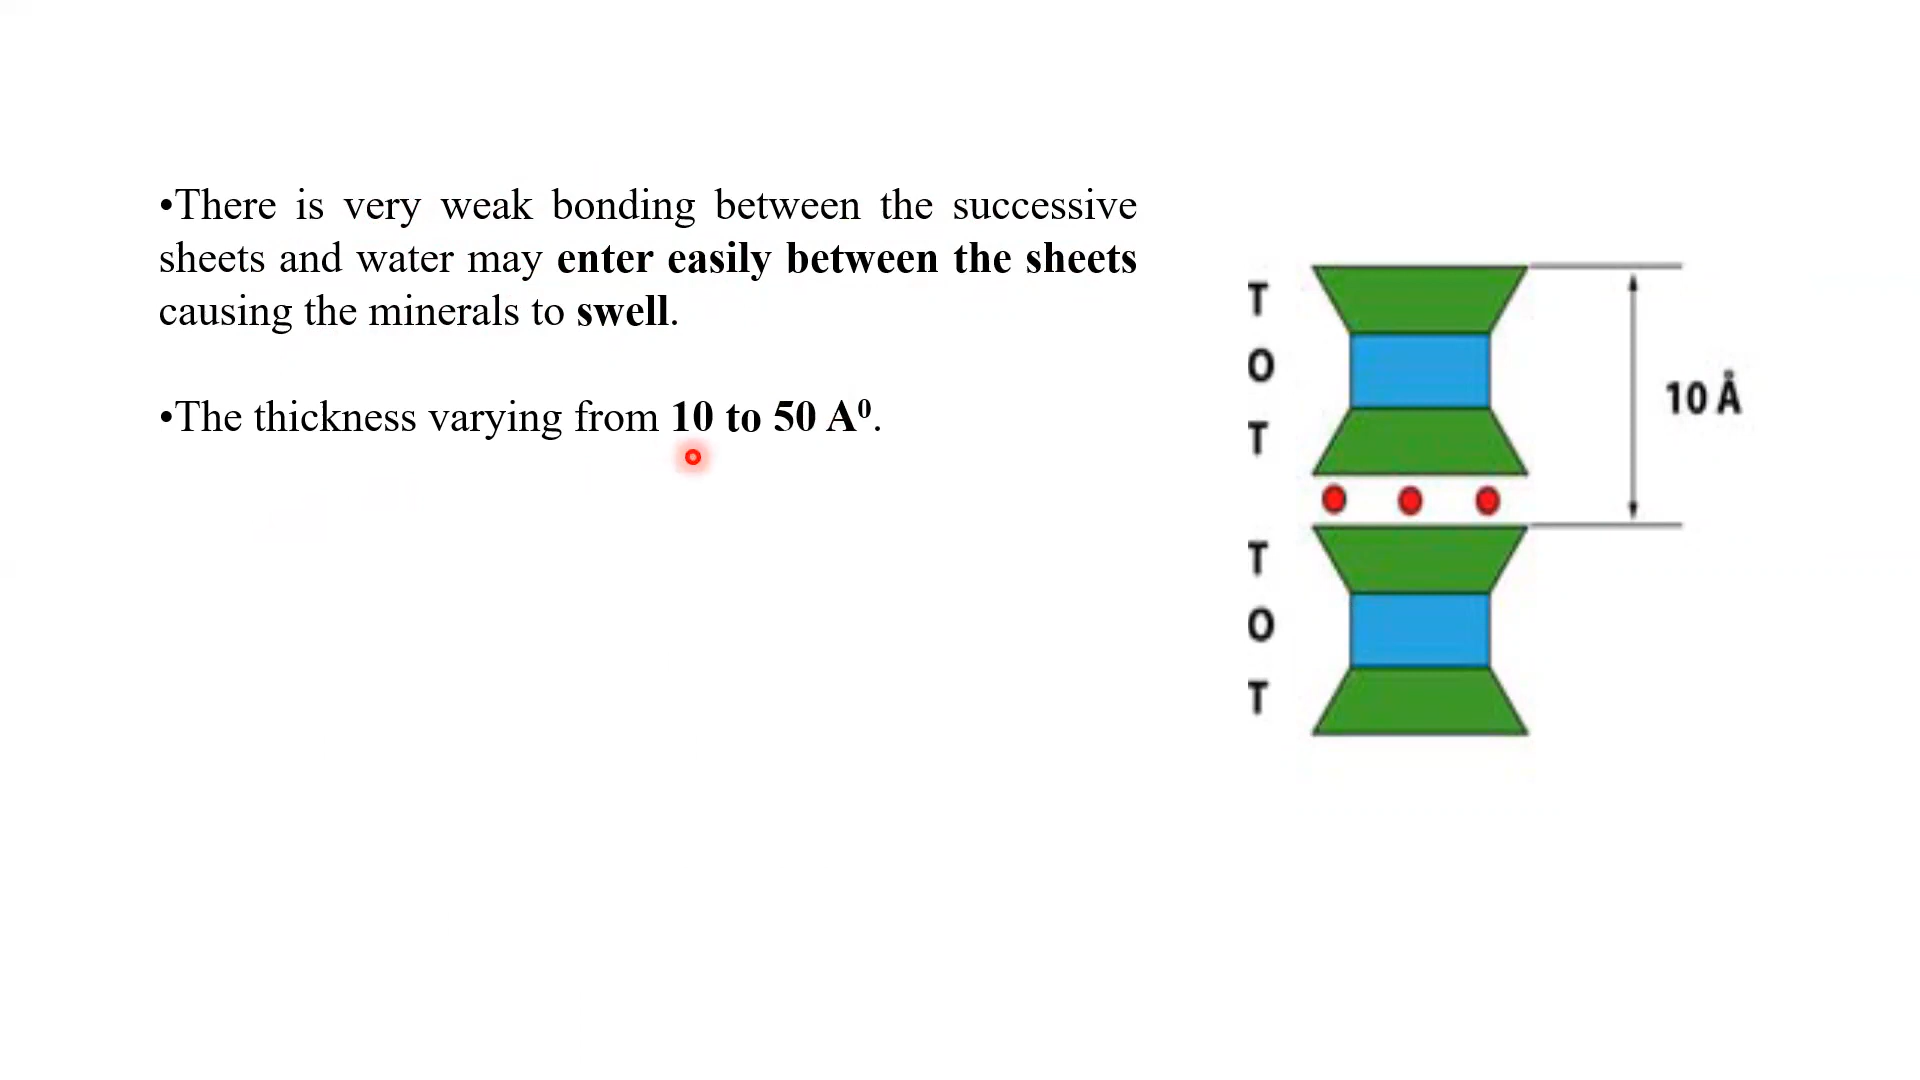 •There is very weak bonding between the successive
sheets and water may enter easily between the sheets
causing the minerals to swell.
•The thickness varying from 10 to 50 A⁰.
T
O
T
10 Å
T
O
T